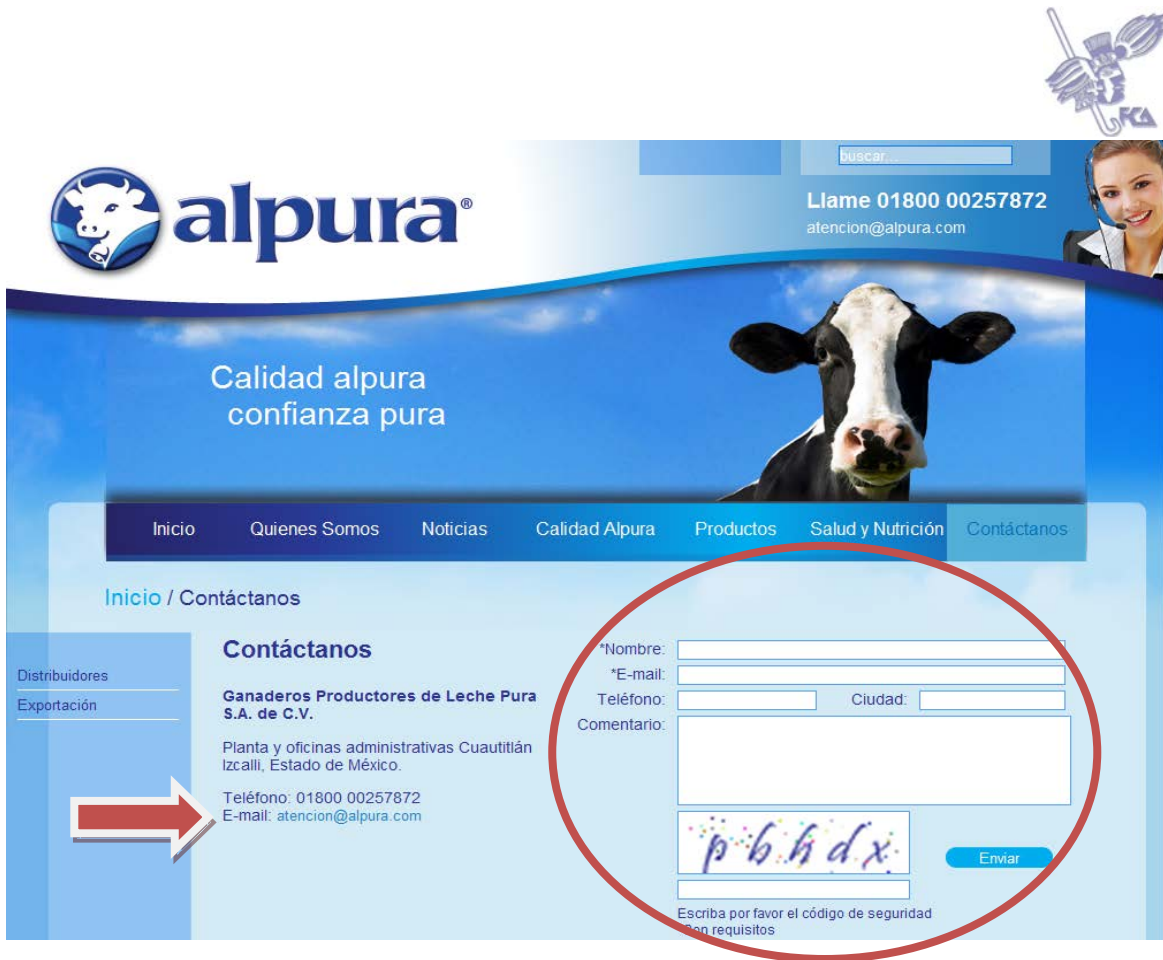 FCA
buscar...
alpura®
Llame 01800 00257872
atencion@alpura.com
Calidad alpura
confianza pura
Inicio Quienes Somos Noticias Calidad Alpura Productos Salud y Nutrición Contáctanos
Inicio / Contáctanos
Distribuidores
Exportación
Contáctanos
Ganaderos Productores de Leche Pura
S.A. de C.V.
Planta y oficinas administrativas Cuautitlán
Izcalli, Estado de México.
Teléfono: 01800 00257872
E-mail: atencion@alpura.com
*Nombre:
*E-mail:
Teléfono: Ciudad:
Comentario:
pbhdx
Enviar
Escriba por favor el código de seguridad
Son requisitos